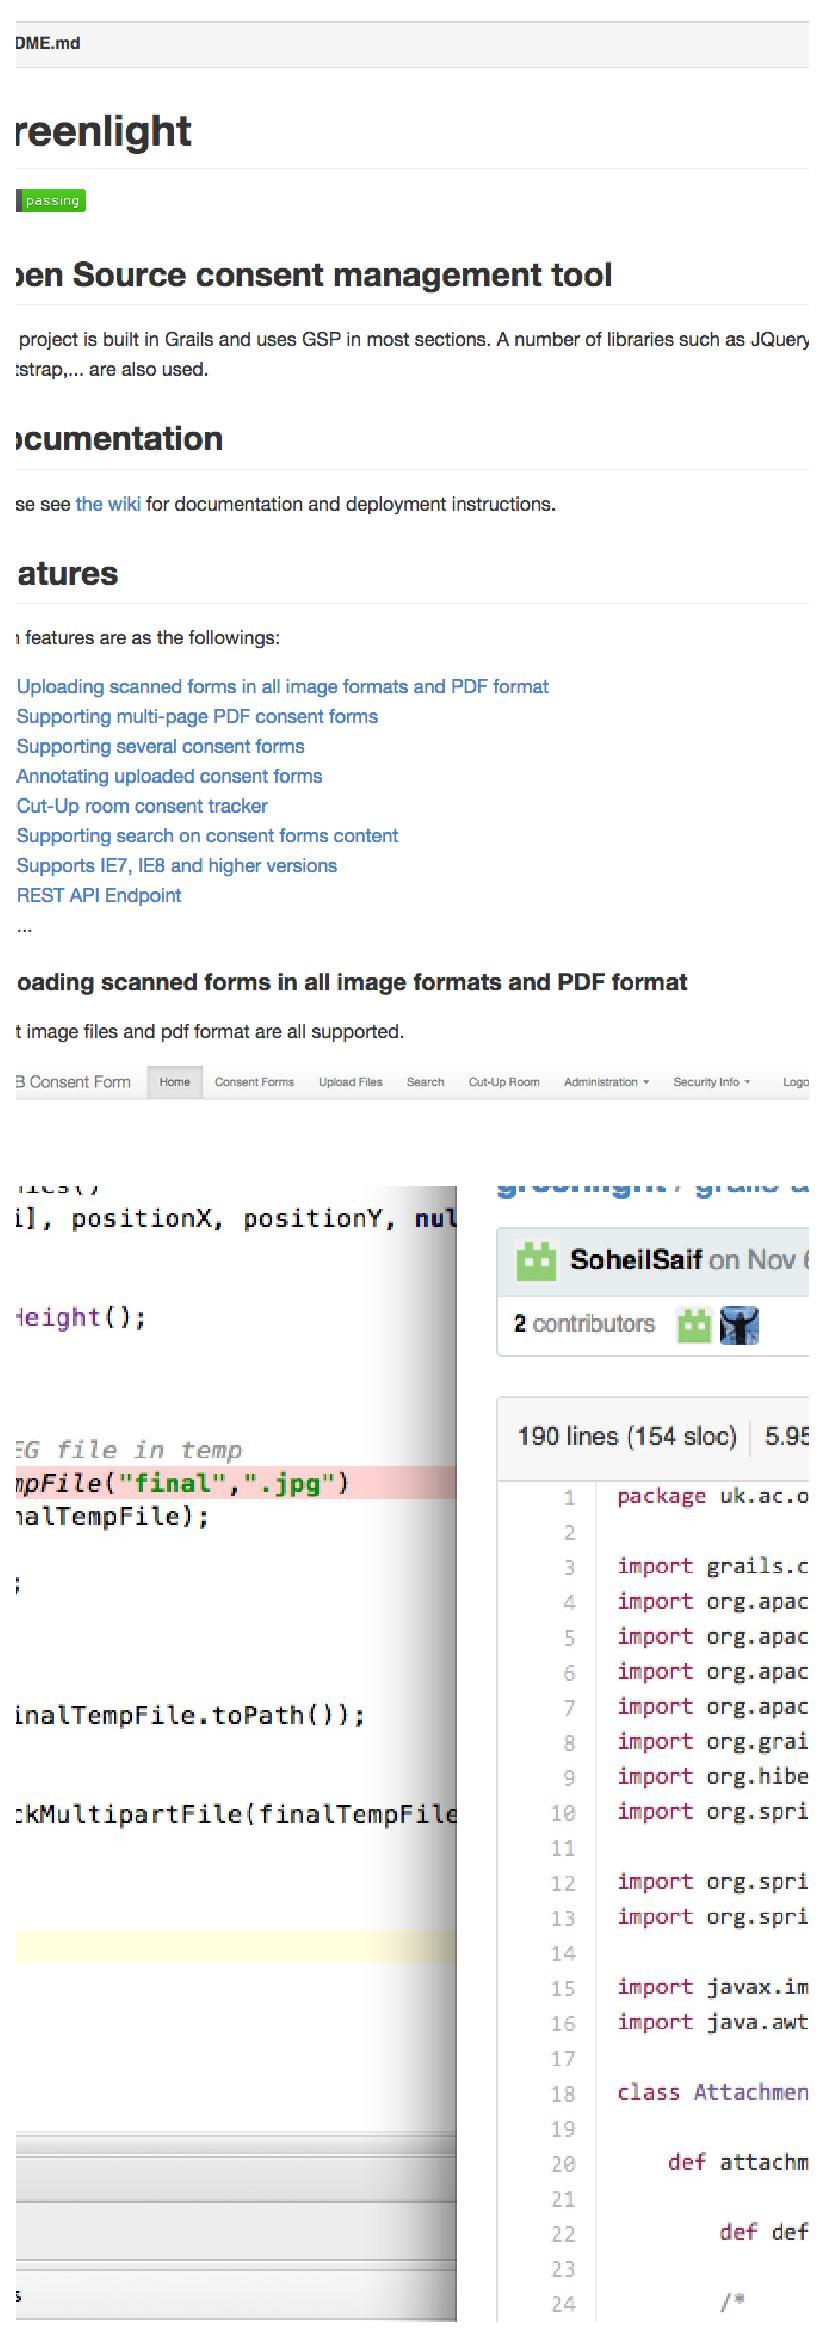 DME.md
reenlight
passing
pen Source consent management tool
project is built in Grails and uses GSP in most sections. A number of libraries such as JQuery
tstrap,... are also used.
ocumentation
se see the wiki for documentation and deployment instructions.
atures
features are as the followings:
Uploading scanned forms in all image formats and PDF format
Supporting multi-page PDF consent forms
Supporting several consent forms
Annotating uploaded consent forms
Cut-Up room consent tracker
Supporting search on consent forms content
Supports IE7, IE8 and higher versions
REST API Endpoint
...
oading scanned forms in all image formats and PDF format
t image files and pdf format are all supported.
B Consent Form Home Consent Forms Upload Files Search Cut-Up Room Administration Security Info Logo
i], positionX, positionY, nul
Height();
EG file in temp
mpFile("final",".jpg")
nalTempFile);
;
inalTempFile.toPath());
ckMultipartFile(finalTempFile
s
SoheilSaif on Nov 6
2 contributors
190 lines (154 sloc) 5.95
1 package uk.ac.o
2
3 import grails.c
4 import org.apac
5 import org.apac
6 import org.apac
7 import org.apac
8 import org.grai
9 import org.hibe
10 import org.spri
11
12 import org.spri
13 import org.spri
14
15 import javax.im
16 import java.awt
17
18 class Attachmen
19
20 def attachm
21
22 def def
23
24 /*